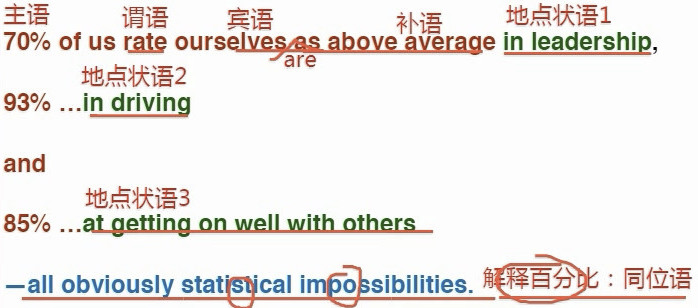 主语 谓语 宾语 补语 地点状语1
70% of us rate ourselves as above average in leadership,
are
地点状语2
93% …in driving
and
地点状语3
85% …at getting on well with others
—all obviously statistical impossibilities. 解释百分比：同位语